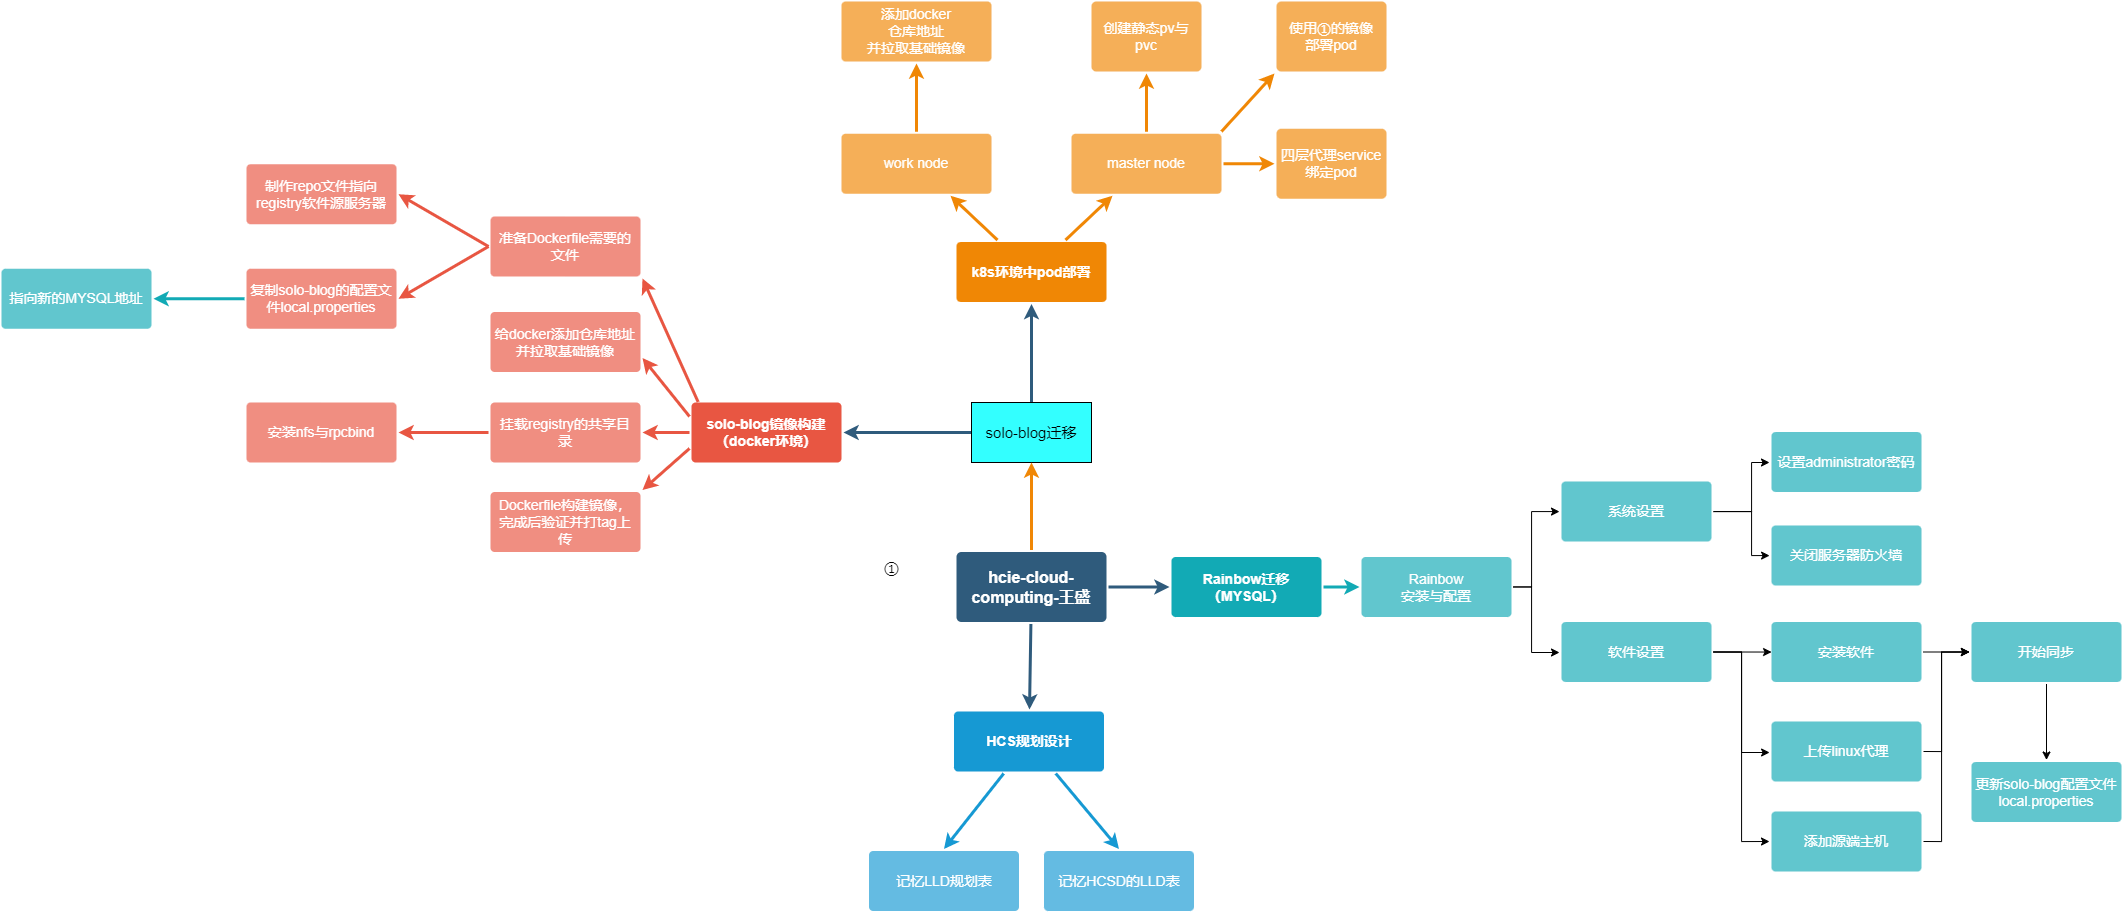 添加docker
仓库地址
并拉取基础镜像
创建静态pv与
pvc
使用①的镜像
部署pod
work node
master node
四层代理service
绑定pod
制作repo文件指向
registry软件源服务器
准备Dockerfile需要的
文件
k8s环境中pod部署
指向新的MYSQL地址
复制solo-blog的配置文
件local.properties
给docker添加仓库地址
并拉取基础镜像
安装nfs与rpcbind
挂载registry的共享目
录
solo-blog镜像构建
（docker环境）
solo-blog迁移
Dockerfile构建镜像，
完成后验证并打tag上
传
①
hcie-cloud-
computing-王盛
Rainbow迁移
（MYSQL）
Rainbow
安装与配置
系统设置
设置administrator密码
关闭服务器防火墙
软件设置
安装软件
开始同步
上传linux代理
更新solo-blog配置文件
local.properties
添加源端主机
HCS规划设计
记忆LLD规划表
记忆HCSD的LLD表